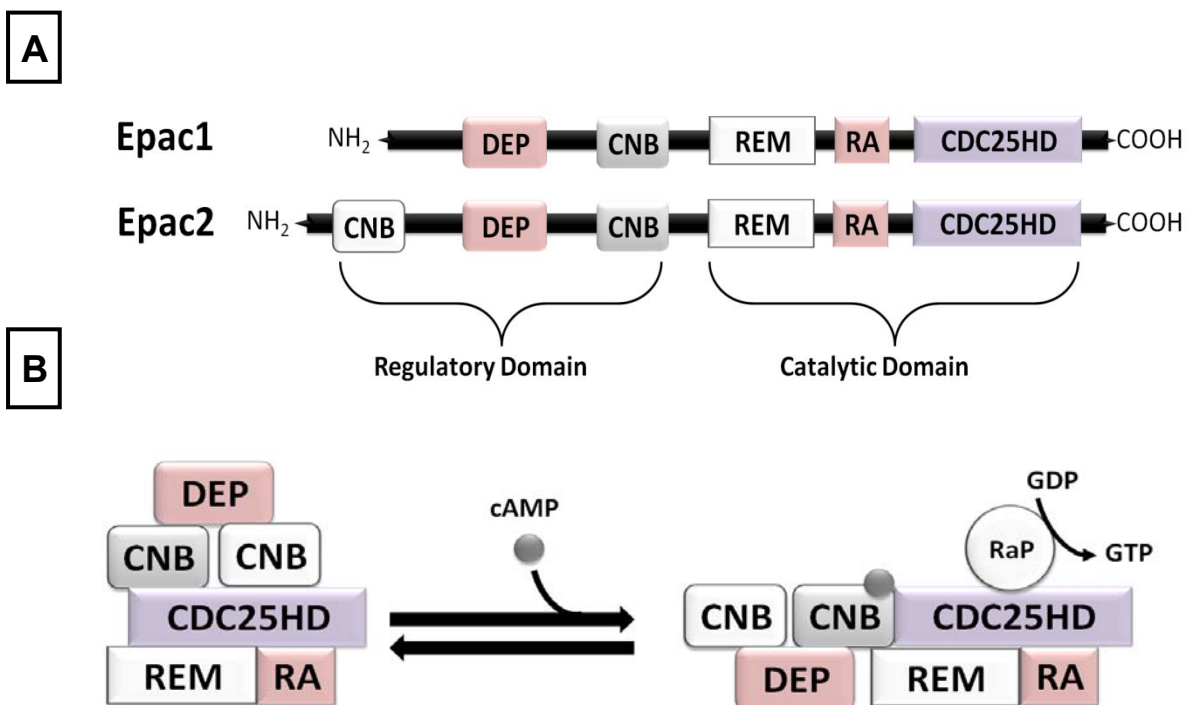 A
Epac1 NH₂ DEP CNB REM RA CDC25HD COOH
Epac2 NH₂ CNB DEP CNB REM RA CDC25HD COOH
Regulatory Domain Catalytic Domain
B
DEP
CNB CNB
CDC25HD
REM RA
cAMP
GDP
RaP
GTP
CNB CNB CDC25HD
DEP REM RA